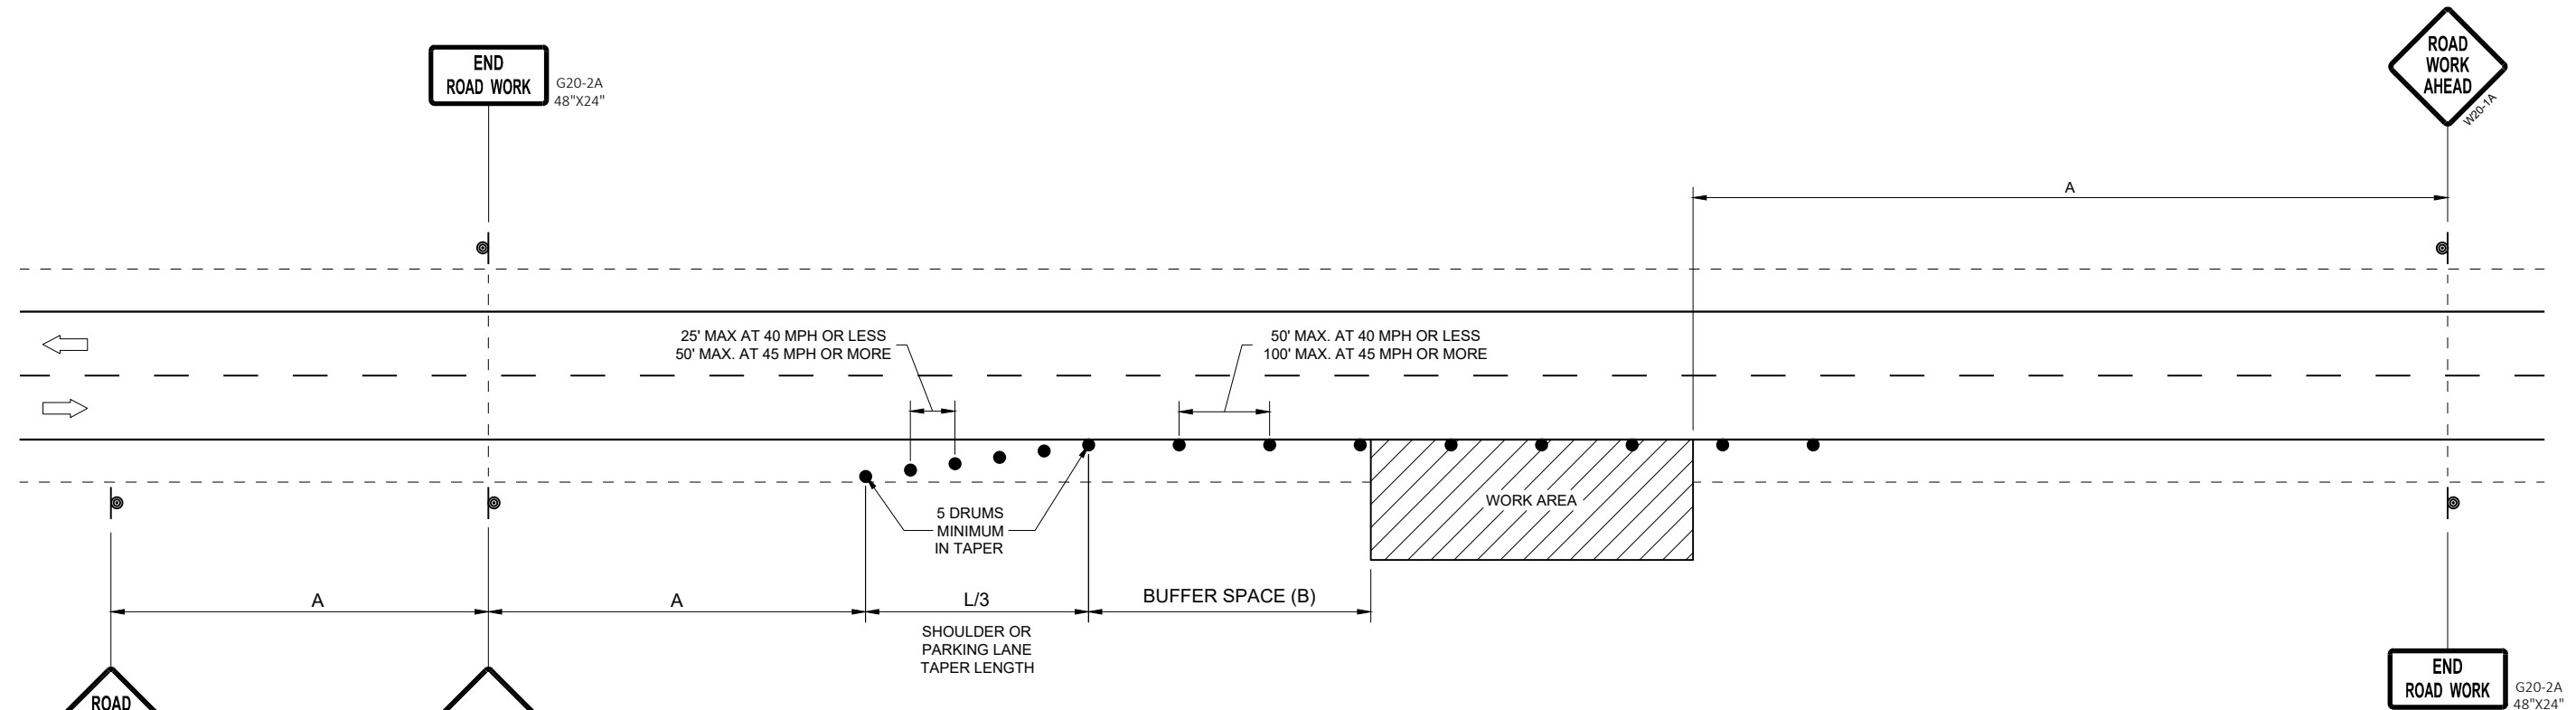 END
ROAD WORK
G20-2A
48"X24"
ROAD
WORK
AHEAD
W20-1A
A
25' MAX AT 40 MPH OR LESS
50' MAX. AT 45 MPH OR MORE
50' MAX. AT 40 MPH OR LESS
100' MAX. AT 45 MPH OR MORE
5 DRUMS
MINIMUM
IN TAPER
WORK AREA
A
A
L/3
BUFFER SPACE (B)
SHOULDER OR
PARKING LANE
TAPER LENGTH
ROAD
END
ROAD WORK
G20-2A
48"X24"